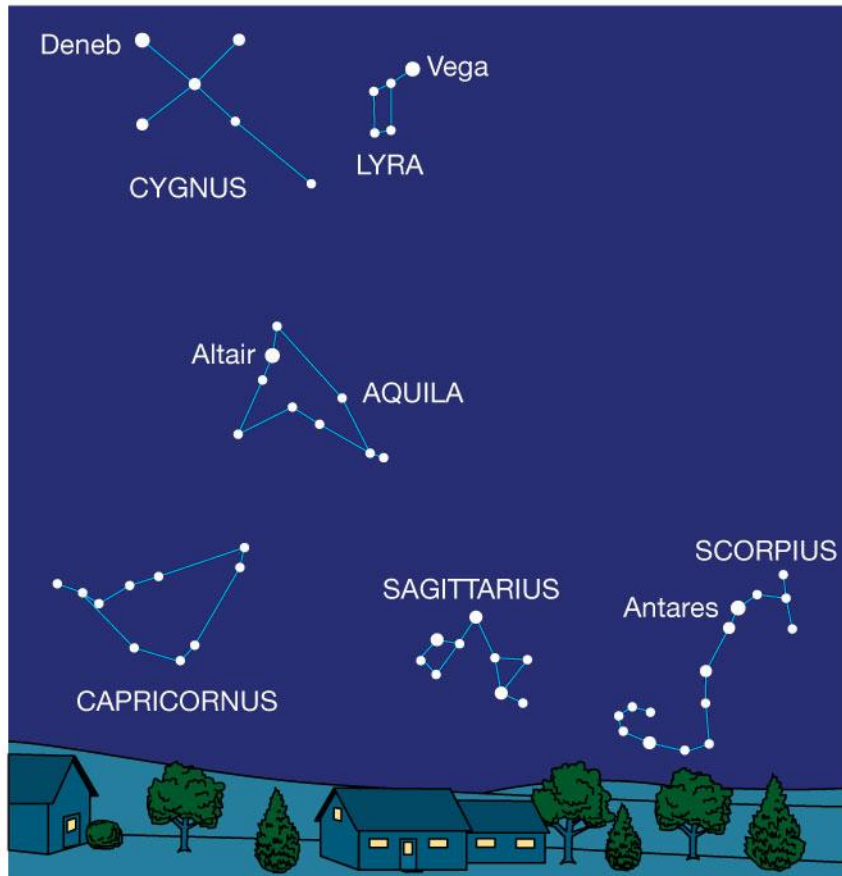 Deneb
Vega
LYRA
CYGNUS
Altair
AQUILA
SCORPIUS
SAGITTARIUS
Antares
CAPRICORNUS